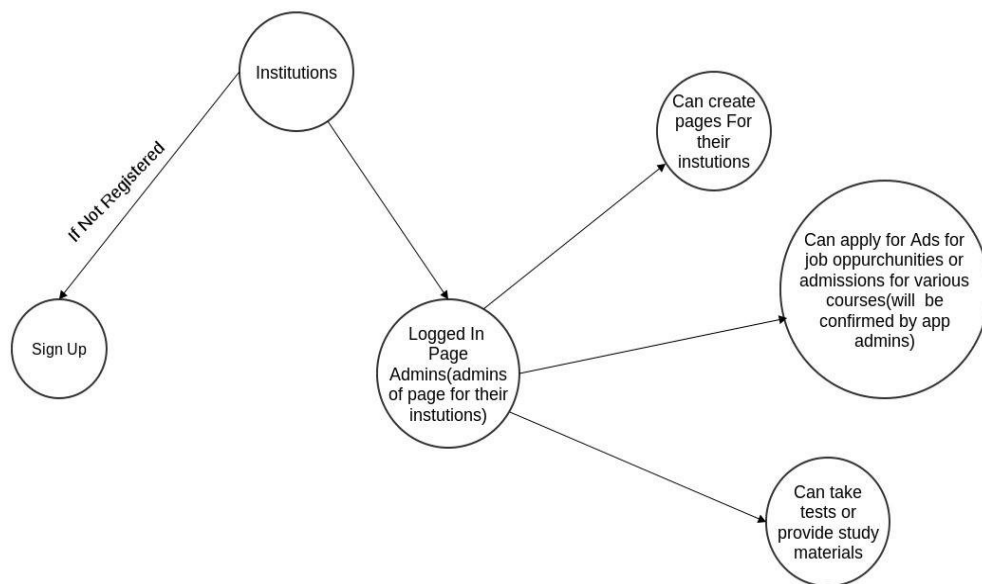 Institutions
If Not Registered
Sign Up
Logged In
Page
Admins(admins
of page for their
instutions)
Can create
pages For
their
instutions
Can apply for Ads for
job oppurchunities or
admissions for various
courses(will be
confirmed by app
admins)
Can take
tests or
provide study
materials